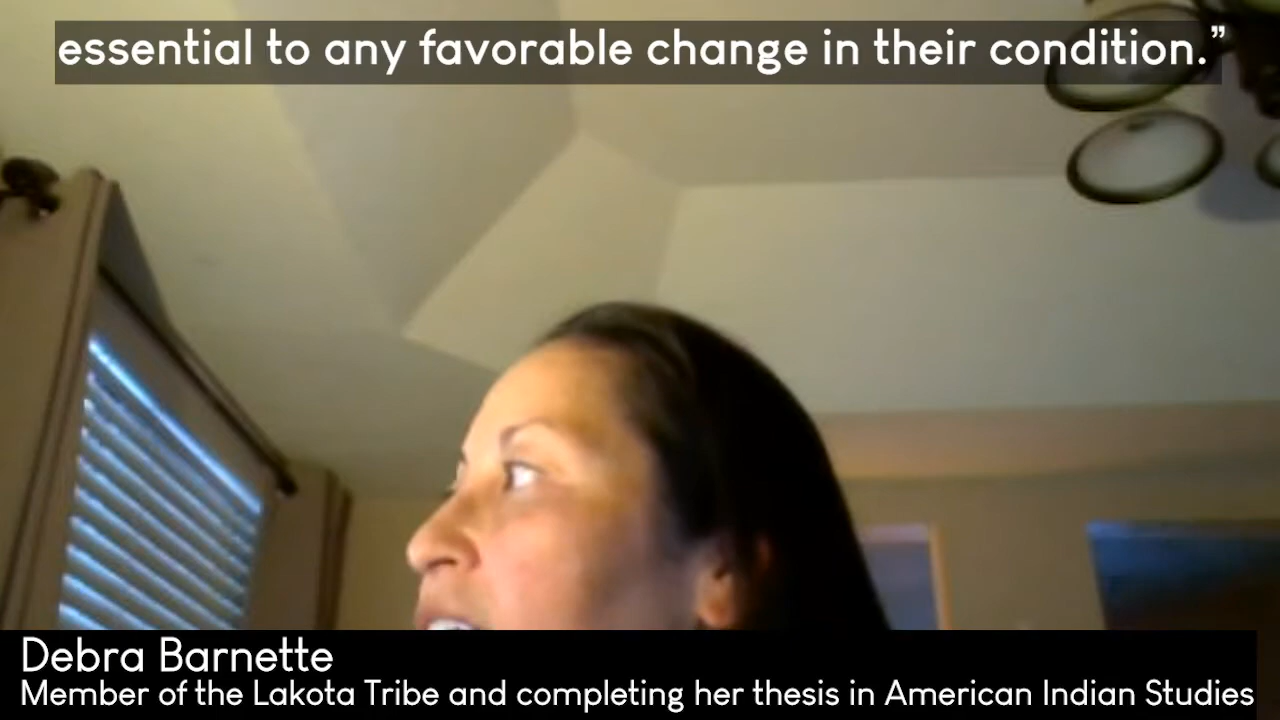 essential to any favorable change in their condition.”
Debra Barnette
Member of the Lakota Tribe and completing her thesis in American Indian Studies